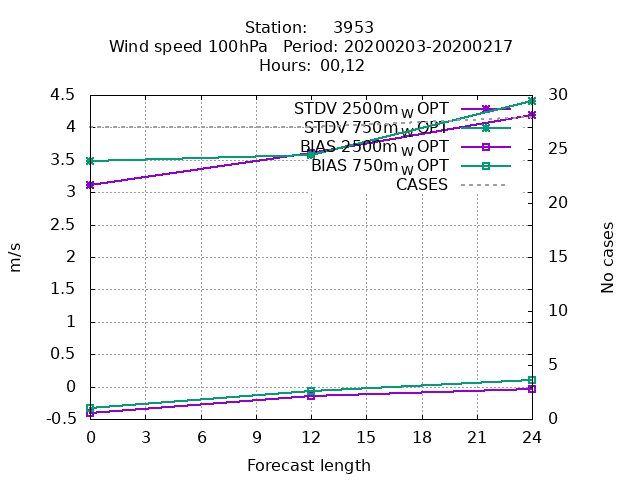 Station: 3953
Wind speed 100hPa Period: 20200203-20200217
Hours: 00,12
STDV 2500m_W OPT
STDV 750m_W OPT
BIAS 2500m_W OPT
BIAS 750m_W OPT
CASES
4.5
4
3.5
3
2.5
2
1.5
1
0.5
0
-0.5
m/s
30
25
20
15
10
5
0
No cases
0 3 6 9 12 15 18 21 24
Forecast length